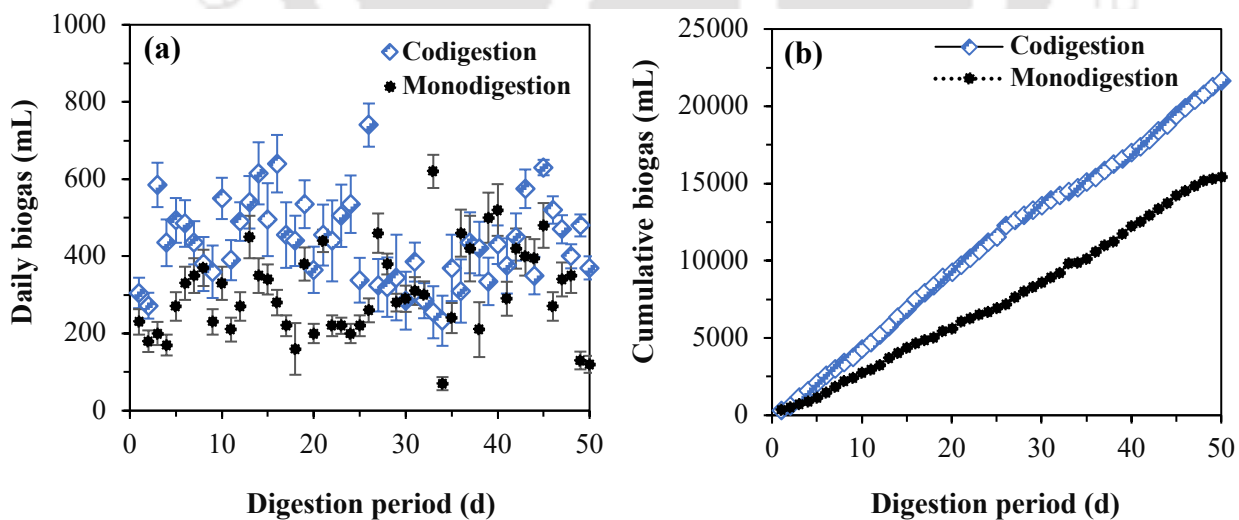 (a)
Codigestion
Monodigestion
Daily biogas (mL)
1000
800
600
400
200
0
0 10 20 30 40 50
Digestion period (d)
(b)
Codigestion
Monodigestion
Cumulative biogas (mL)
25000
20000
15000
10000
5000
0
0 10 20 30 40 50
Digestion period (d)